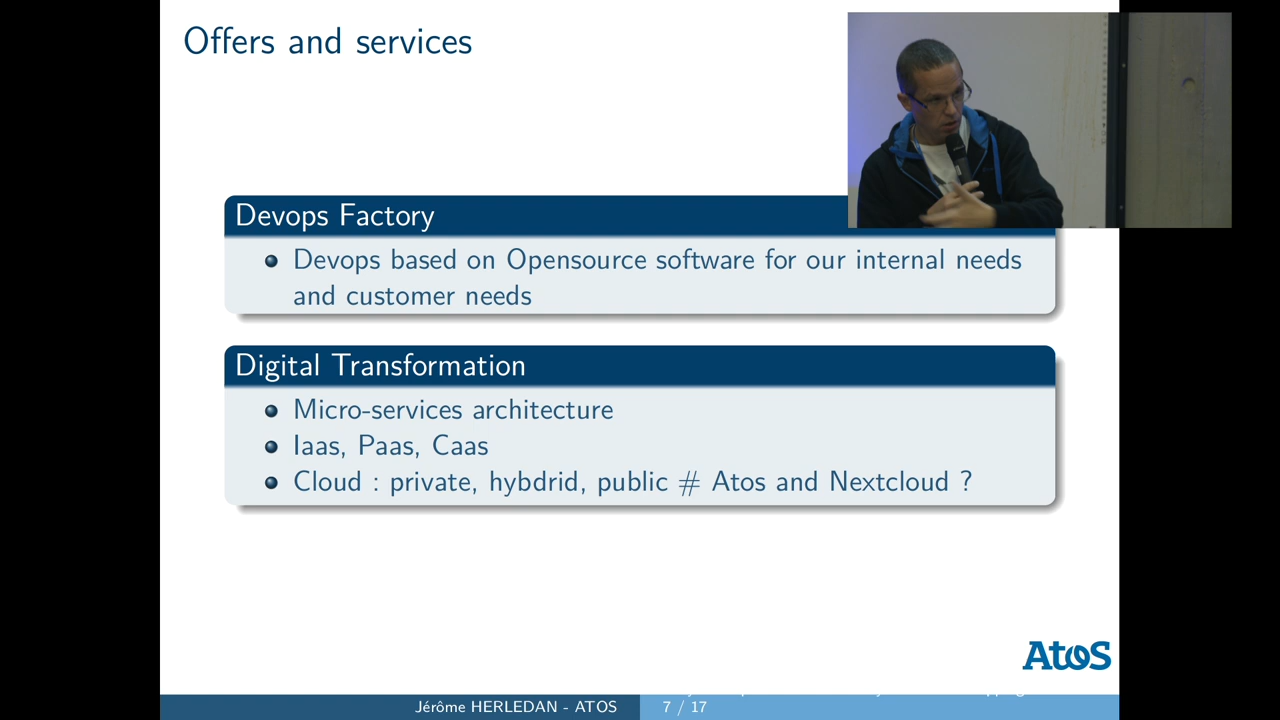 Offers and services
Devops Factory
Devops based on Opensource software for our internal needs
and customer needs
Digital Transformation
Micro-services architecture
Iaas, Paas, Caas
Cloud : private, hybdrid, public # Atos and Nextcloud ?
AtoS
Jérôme HERLEDAN - ATOS
7 / 17